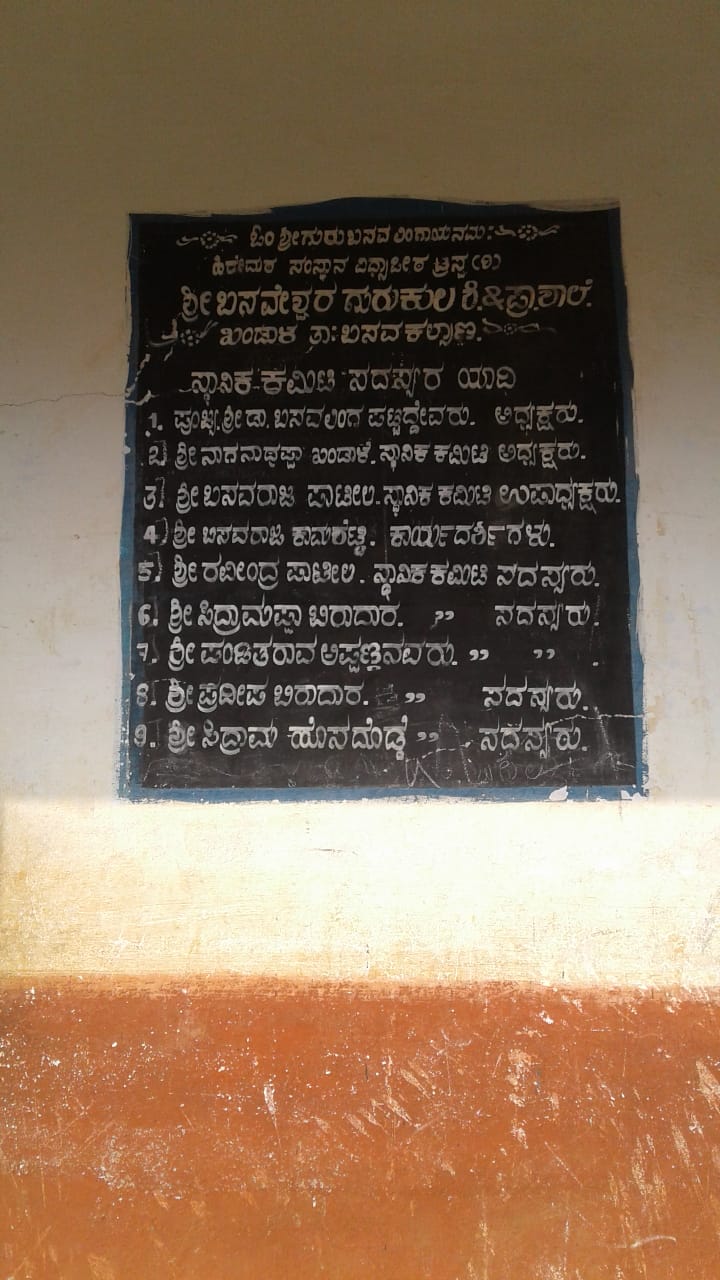 ಓಂ ಶ್ರೀ ಗುರು ಬಸವ ಲಿಂಗಾಯನಮ:
ಹಿರೇಮಠ ಸಂಸ್ಥಾನ ವಿಧ್ಯಾಪೀಠ ಟ್ರಸ್ಟ (ರಿ)
ಶ್ರೀ ಬಸವೇಶ್ವರ ಗುರುಕುಲ ಕಿ.&ಪ್ರಾ.ಶಾಲೆ.
ಖಂಡಾಳ ತಾ: ಬಸವಕಲ್ಯಾಣ.
ಸ್ಥಾನಿಕ ಕಮಿಟಿ ಸದಸ್ಯರ ಯಾದಿ
1. ಪೂಜ್ಯ ಶ್ರೀ ಡಾ. ಬಸವಲಿಂಗ ಪಟ್ಟದ್ದೇವರು. ಅಧ್ಯಕ್ಷರು.
2. ಶ್ರೀ ನಾಗನಾಥಪ್ಪಾ ಖಂಡಾಳೆ. ಸ್ಥಾನಿಕ ಕಮಿಟಿ ಅಧ್ಯಕ್ಷರು.
3. ಶ್ರೀ ಬಸವರಾಜ ಪಾಟೀಲ. ಸ್ಥಾನಿಕ ಕಮಿಟಿ ಉಪಾಧ್ಯಕ್ಷರು.
4. ಶ್ರೀ ಬಸವರಾಜ ಕಾಮಶೆಟ್ಟಿ. ಕಾರ್ಯದರ್ಶಿಗಳು.
5. ಶ್ರೀ ರವೀಂದ್ರ ಪಾಟೀಲ. ಸ್ಥಾನಿಕ ಕಮಿಟಿ ಸದಸ್ಯರು.
6. ಶ್ರೀ ಸಿದ್ರಾಮಪ್ಪಾ ಬಿರಾದಾರ. ,, ಸದಸ್ಯರು.
7. ಶ್ರೀ ಪಂಡಿತರಾವ ಅಪ್ಪಣ್ಣನವರು. ,, ,, .
8. ಶ್ರೀ ಪ್ರದೀಪ ಬಿರಾದಾರ. ,, ಸದಸ್ಯರು.
9. ಶ್ರೀ ಸಿದ್ರಾಮ ಹೊಸದೊಡ್ಡೆ ,, ಸದಸ್ಯರು.